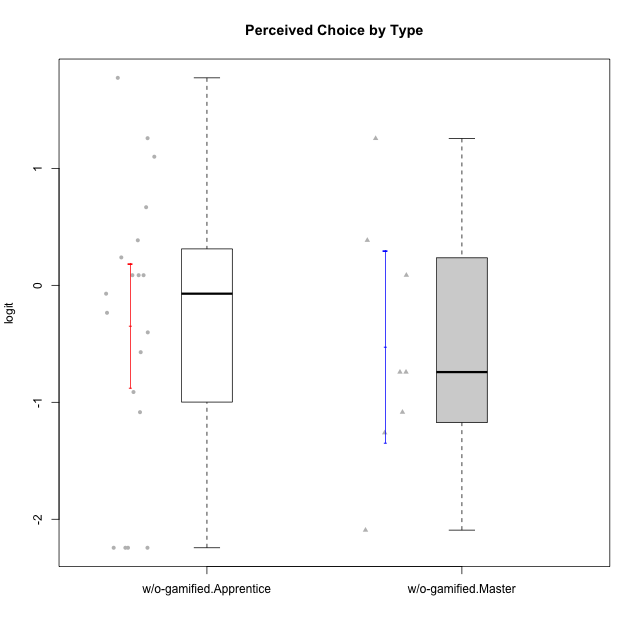 Perceived Choice by Type
logit
1
0
-1
-2
w/o-gamified.Apprentice
w/o-gamified.Master